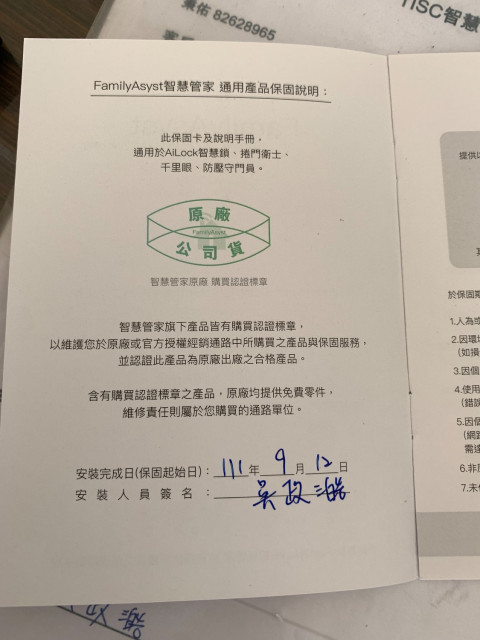 秉佑 82628965
TISC智慧
FamilyAsyst智慧管家 通用產品保固說明：
此保固卡及說明手冊，
通用於AiLock智慧鎖、捲門衛士、
千里眼、防壓守門員。
原廠
FamilyAsyst
公司貨
智慧管家原廠 購買認證標章
智慧管家旗下產品皆有購買認證標章，
以維護您於原廠或官方授權經銷通路中所購買之產品與保固服務，
並認證此產品為原廠出廠之合格產品。
含有購買認證標章之產品，原廠均提供免費零件，
維修責任則屬於您購買的通路單位。
安裝完成日(保固起始日)：111年9月12日
安裝人員簽名：吳政澔
提供以
於保固期
1.人為或
2.因環境
(如損
3.因個
4.使用
(錯誤
5.因個
(網路
需達
6.非原
7.未